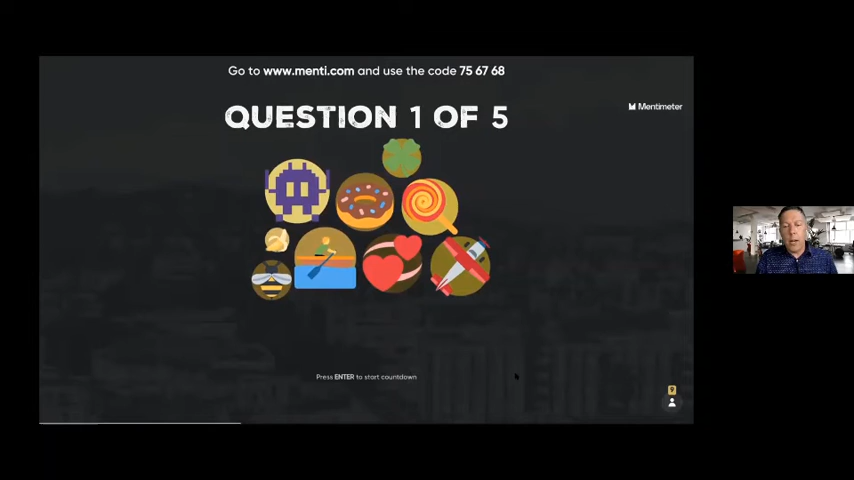 Go to www.menti.com and use the code 75 67 68
Mentimeter
QUESTION 1 OF 5
Press ENTER to start countdown
9